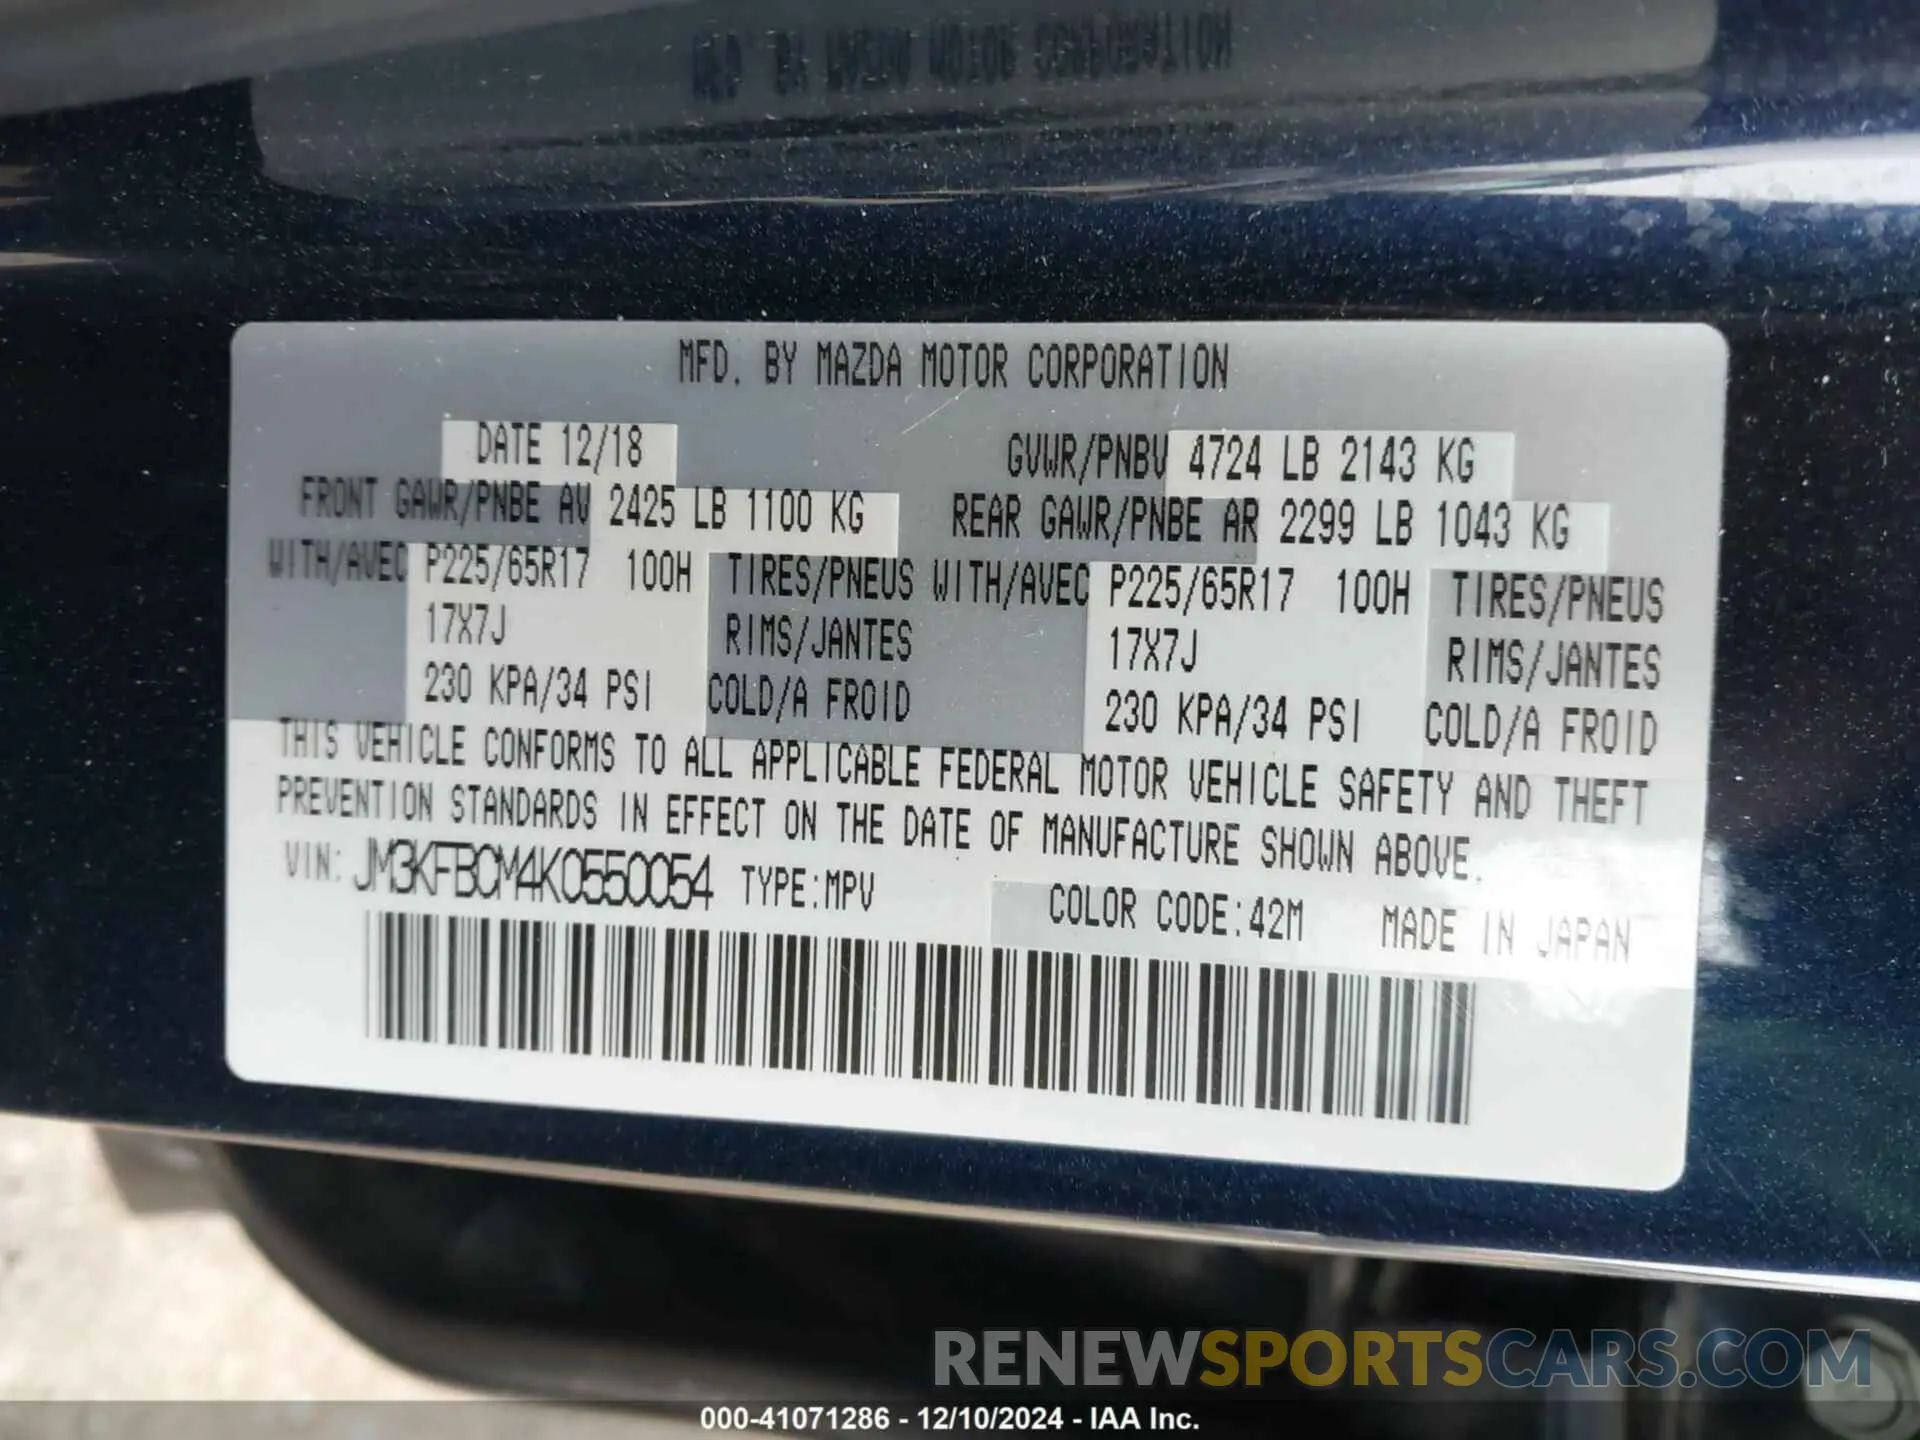 MFD. BY MAZDA MOTOR CORPORATION
DATE 12/18 GVWR/PNBV 4724 LB 2143 KG
FRONT GAWR/PNBE AV 2425 LB 1100 KG REAR GAWR/PNBE AR 2299 LB 1043 KG
WITH/AVEC P225/65R17 100H TIRES/PNEUS WITH/AVEC P225/65R17 100H TIRES/PNEUS
17X7J RIMS/JANTES 17X7J RIMS/JANTES
230 KPA/34 PSI COLD/A FROID 230 KPA/34 PSI COLD/A FROID
THIS VEHICLE CONFORMS TO ALL APPLICABLE FEDERAL MOTOR VEHICLE SAFETY AND THEFT
PREVENTION STANDARDS IN EFFECT ON THE DATE OF MANUFACTURE SHOWN ABOVE.
VIN: JM3KFBCM4K0550054 TYPE:MPV COLOR CODE:42M MADE IN JAPAN
RENEWSPORTSCARS.COM
000-41071286 - 12/10/2024 - IAA Inc.